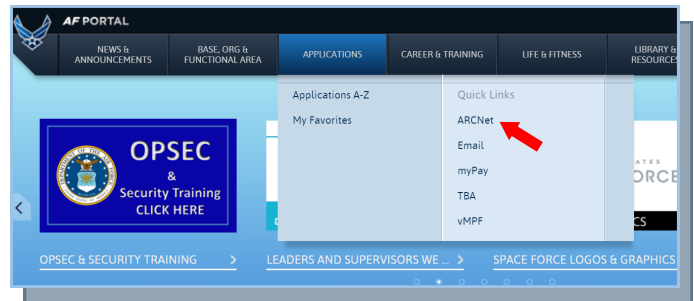 AF PORTAL
NEWS &
ANNOUNCEMENTS
BASE, ORG &
FUNCTIONAL AREA
APPLICATIONS
CAREER & TRAINING
LIFE & FITNESS
LIBRARY &
RESOURCES
Applications A-Z
My Favorites
Quick Links
ARCNet
Email
myPay
TBA
vMPF
OPSEC
&
Security Training
CLICK HERE
OPSEC & SECURITY TRAINING >
LEADERS AND SUPERVISORS WE ... >
SPACE FORCE LOGOS & GRAPHICS